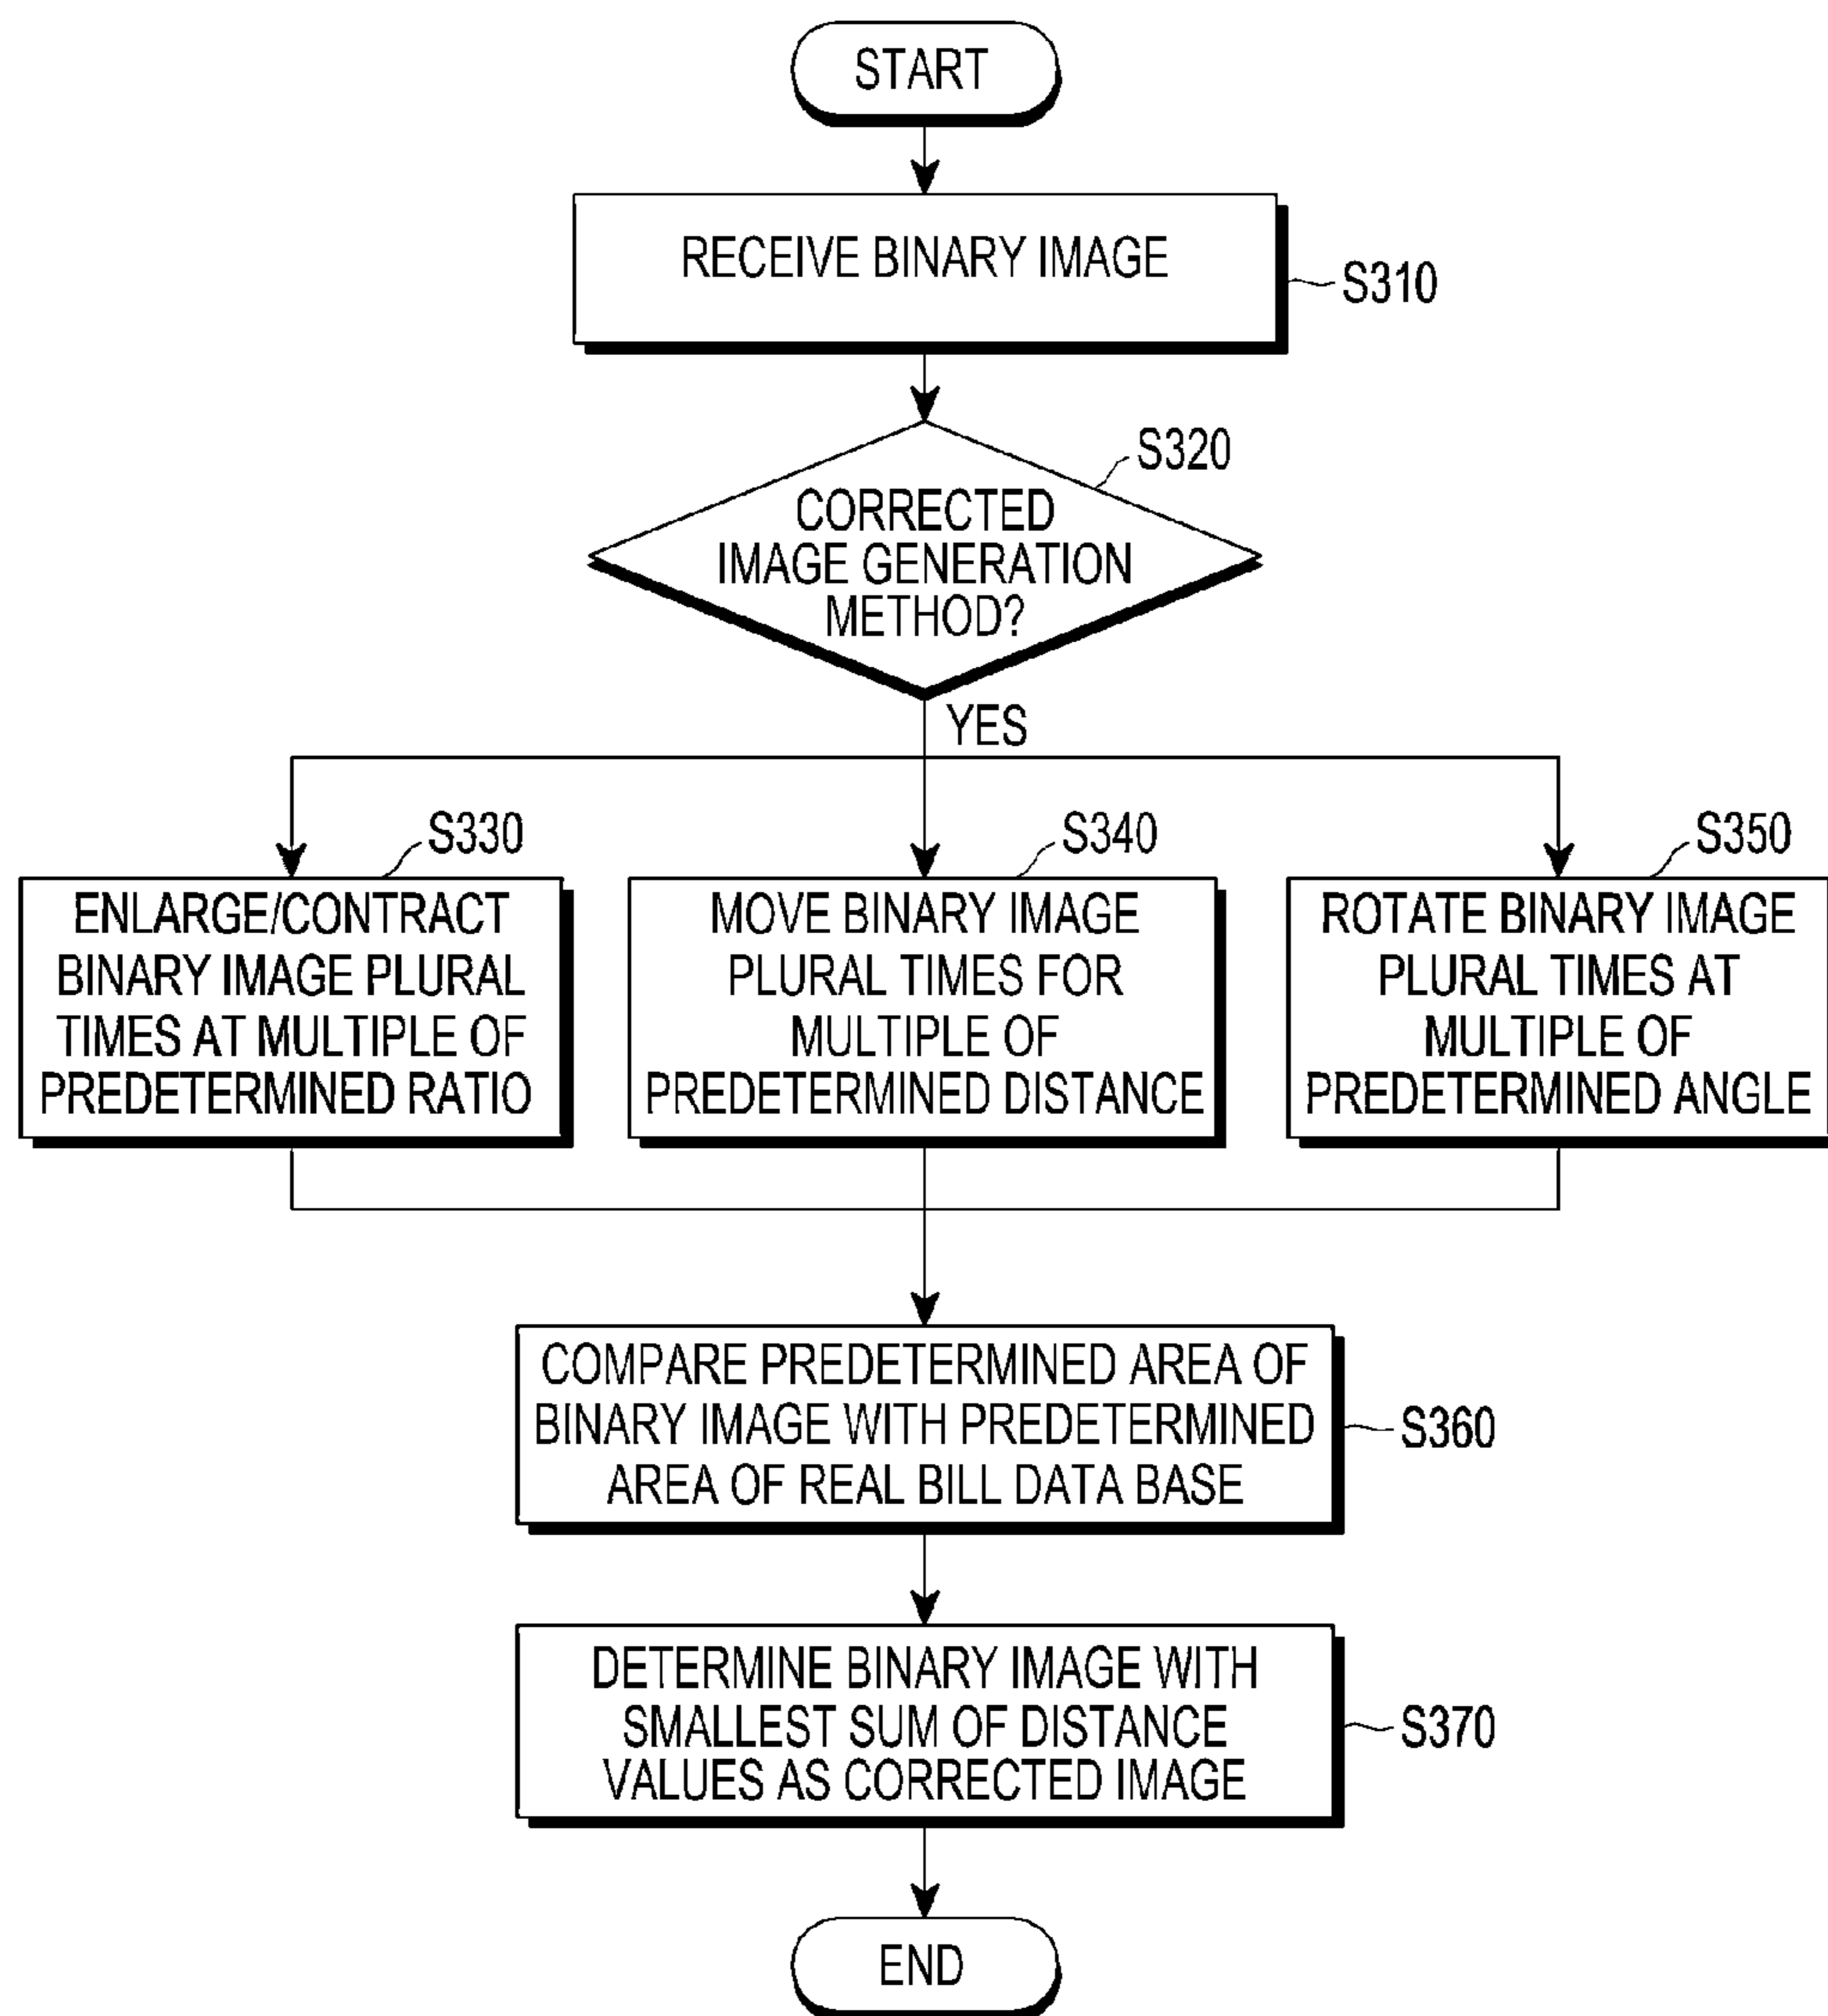 START
RECEIVE BINARY IMAGE
S310
S320
CORRECTED
IMAGE GENERATION
METHOD?
YES
S330
ENLARGE/CONTRACT
BINARY IMAGE PLURAL
TIMES AT MULTIPLE OF
PREDETERMINED RATIO
S340
MOVE BINARY IMAGE
PLURAL TIMES FOR
MULTIPLE OF
PREDETERMINED DISTANCE
S350
ROTATE BINARY IMAGE
PLURAL TIMES AT
MULTIPLE OF
PREDETERMINED ANGLE
COMPARE PREDETERMINED AREA OF
BINARY IMAGE WITH PREDETERMINED
AREA OF REAL BILL DATA BASE
S360
DETERMINE BINARY IMAGE WITH
SMALLEST SUM OF DISTANCE
VALUES AS CORRECTED IMAGE
S370
END